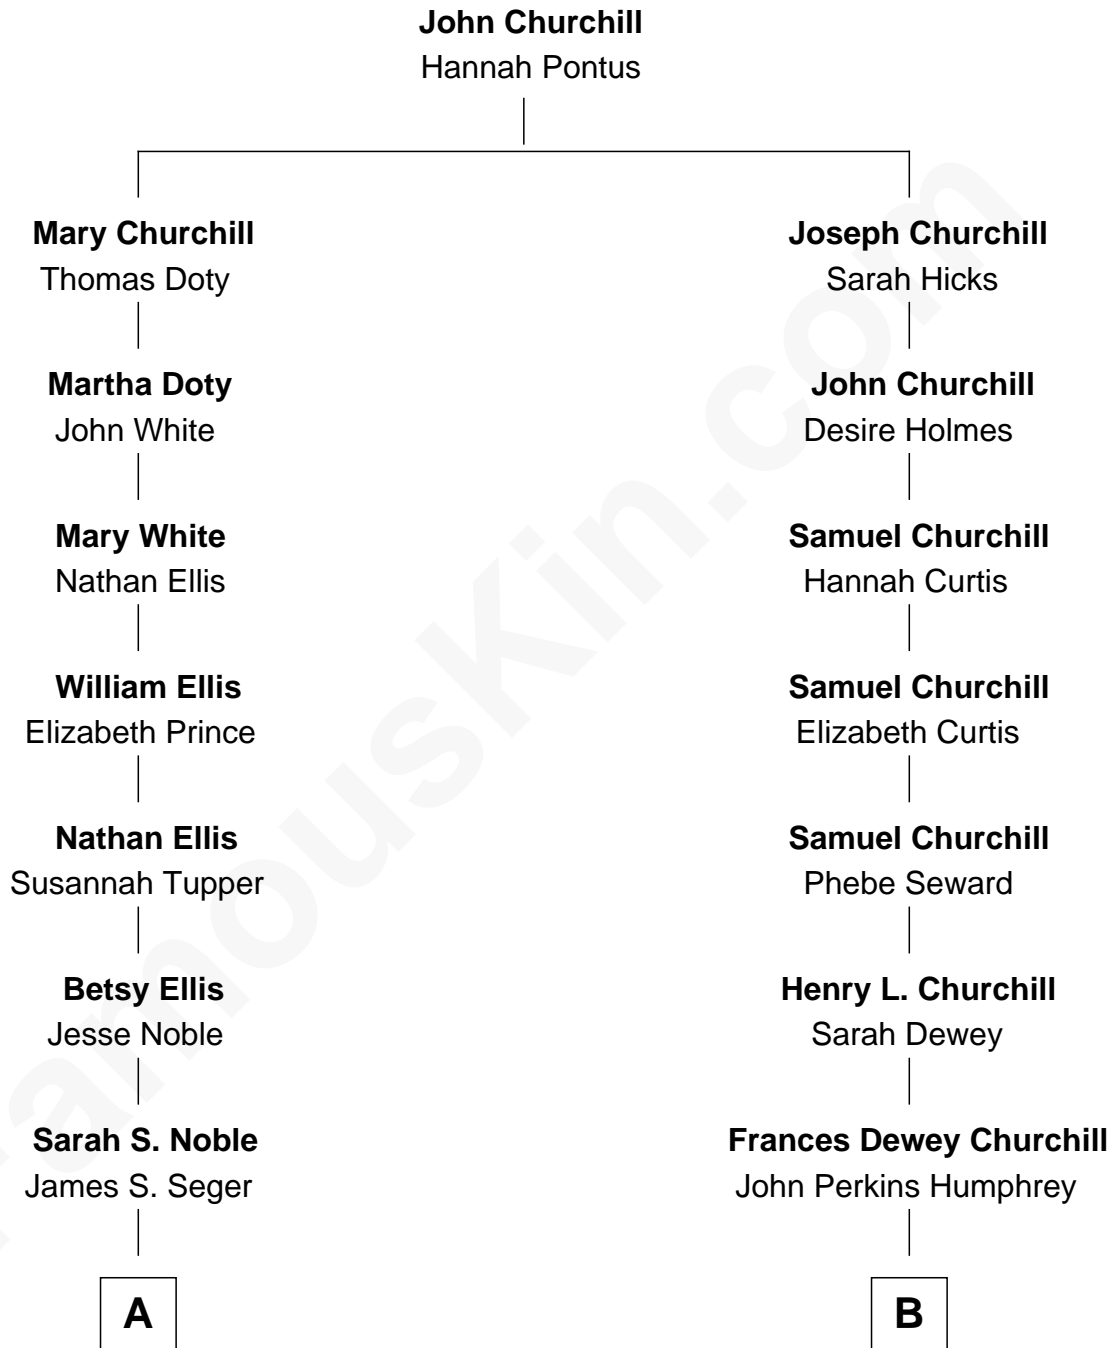 John Churchill
Hannah Pontus
Mary Churchill
Thomas Doty
Joseph Churchill
Sarah Hicks
Martha Doty
John White
John Churchill
Desire Holmes
Mary White
Nathan Ellis
Samuel Churchill
Hannah Curtis
William Ellis
Elizabeth Prince
Samuel Churchill
Elizabeth Curtis
Nathan Ellis
Susannah Tupper
Samuel Churchill
Phebe Seward
Betsy Ellis
Jesse Noble
Henry L. Churchill
Sarah Dewey
Sarah S. Noble
James S. Seger
Frances Dewey Churchill
John Perkins Humphrey
A
B
FamousKin.com